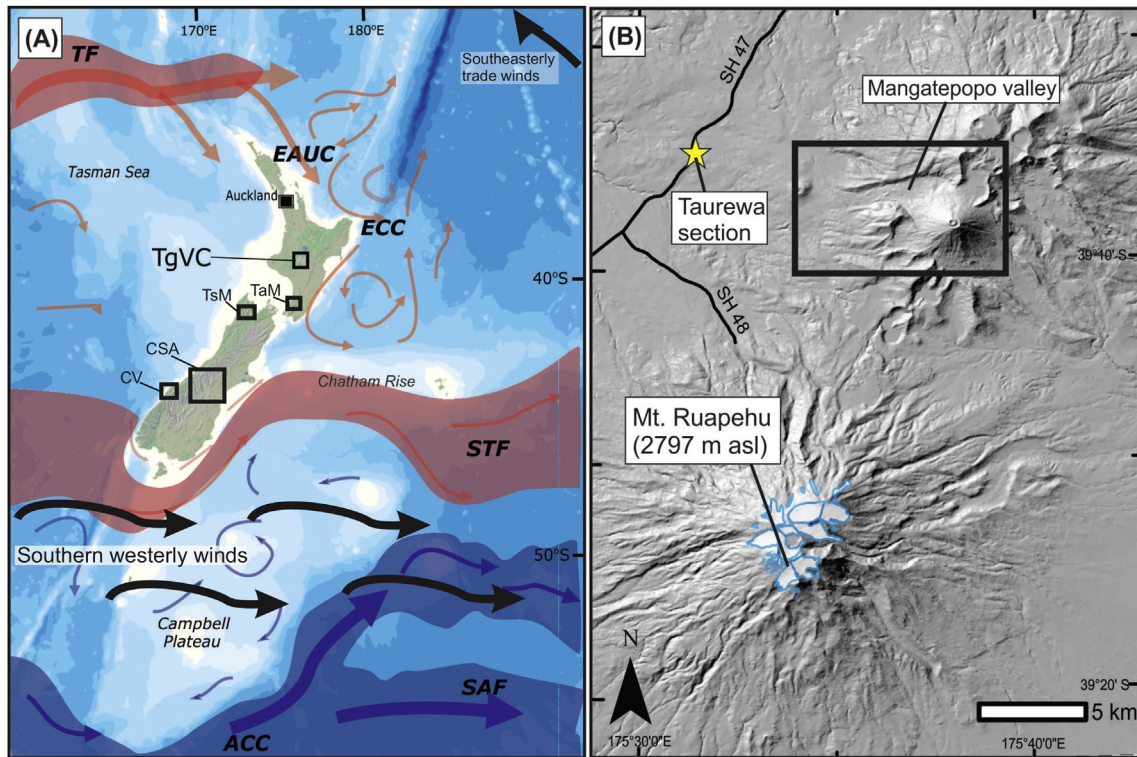 (A)
170°E
180°E
TF
Southeasterly
trade winds
Tasman Sea
EAUC
Auckland
ECC
TgVC
40°S
TsM
TaM
CSA
CV
Chatham Rise
STF
Southern westerly winds
50°S
Campbell
Plateau
SAF
ACC
(B)
SH 47
Mangatepopo valley
Taurewa
section
39°10' S
SH 48
Mt. Ruapehu
(2797 m asl)
N
39°20' S
5 km
175°30'0"E
175°40'0"E